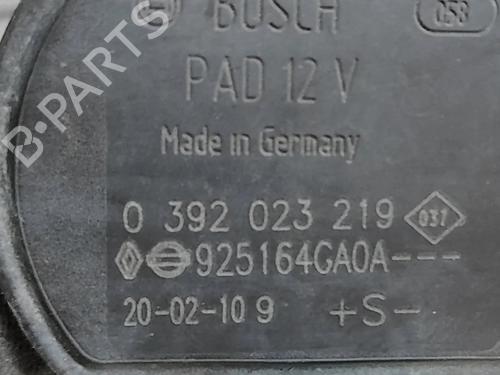 BOSCH 058
PAD 12 V
Made in Germany
0 392 023 219 037
925164GA0A---
20-02-10 9 +S-
B-PARTS